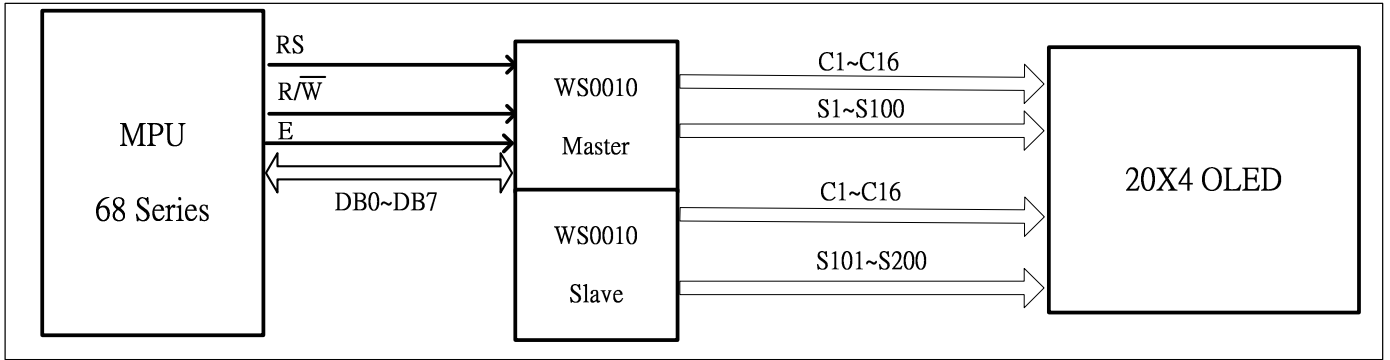 MPU
68 Series
RS
R/W̅
E
DB0~DB7
WS0010
Master
WS0010
Slave
C1~C16
S1~S100
C1~C16
S101~S200
20X4 OLED